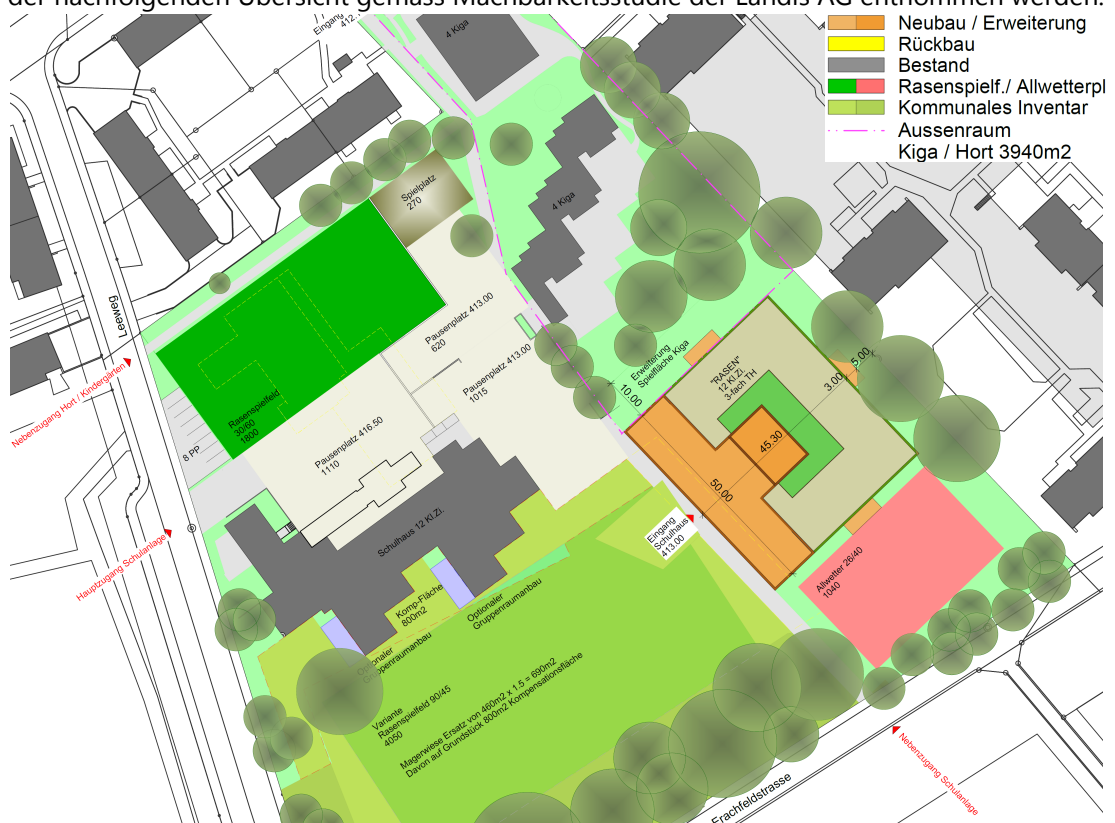 der nachfolgenden Übersicht gemäss Machbarkeitsstudie der Landis AG entnommen werden.
Neubau / Erweiterung
Rückbau
Bestand
Rasenspielf./ Allwetterpl
Kommunales Inventar
Aussenraum
Kiga / Hort 3940m2
Eingang
412.
4 Kiga
Spielplatz
270
4 Kiga
Leeweg
Nebenzugang Hort / Kindergärten
Pausenplatz 413.00
620
Pausenplatz 413.00
1015
Erweiterung
Spielfläche Kiga
10.00
"RASEN"
12 Kl.Zi.
3-fach TH
3.00
5.00
45.30
50.00
Rasenspielfeld
30/60
1800
8 PP
Pausenplatz 416.50
1110
Schulhaus 12 Kl.Zi.
Eingang
Schulhaus
413.00
Hauptzugang Schulanlage
Allwetter 26/40
1040
Komp-Fläche
800m2
Optionaler
Gruppenraumanbau
Optionaler
Gruppenraumanbau
Variante
Rasenspielfeld 90/45
4050
Magerwiese Ersatz von 460m2 x 1.5 = 690m2
Davon auf Grundstück 800m2 Kompensationsfläche
Nebenzugang Schulanlage
Frachfeldstrasse